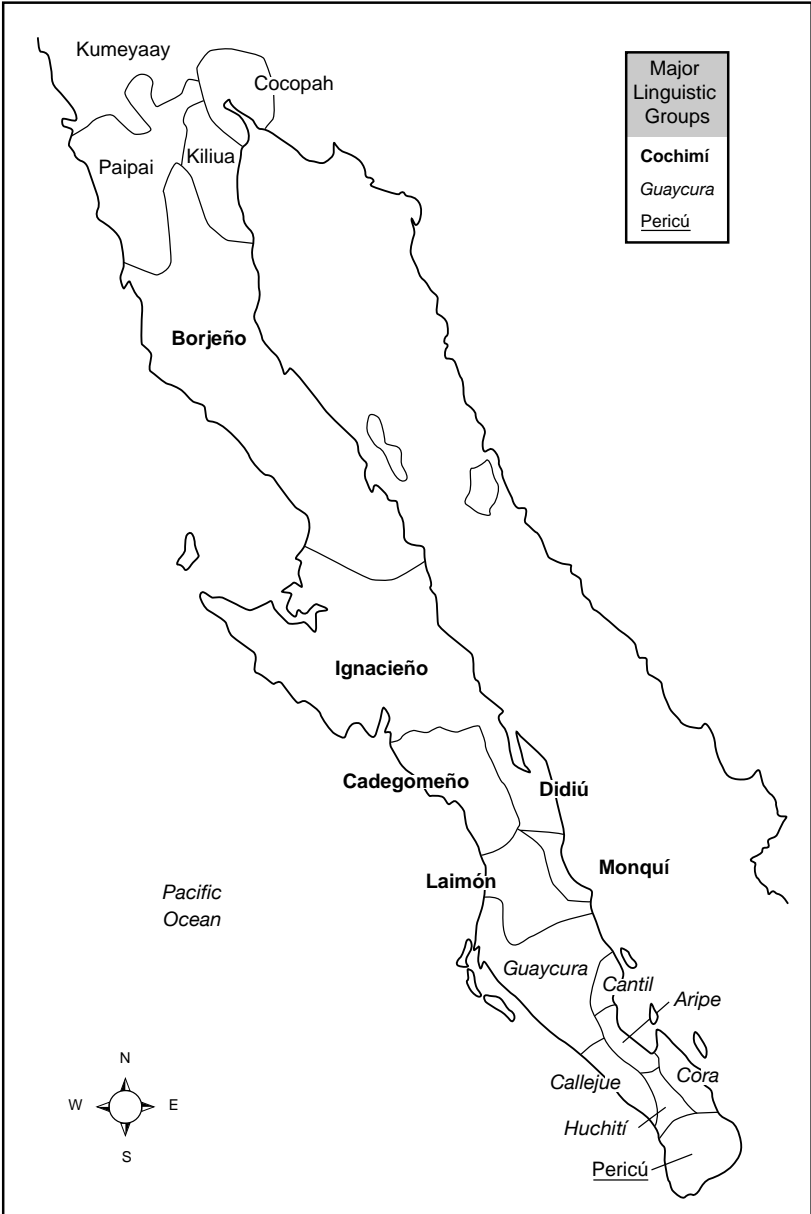 Kumeyaay
Cocopah
Major
Linguistic
Groups
Cochimí
Guaycura
Pericú
Paipai
Kiliua
Borjeño
Ignacieño
Cadegomeño
Didiú
Monquí
Laimón
Pacific
Ocean
Guaycura
Cantil
Aripe
Callejue
Cora
Huchití
Pericú
N
W
E
S